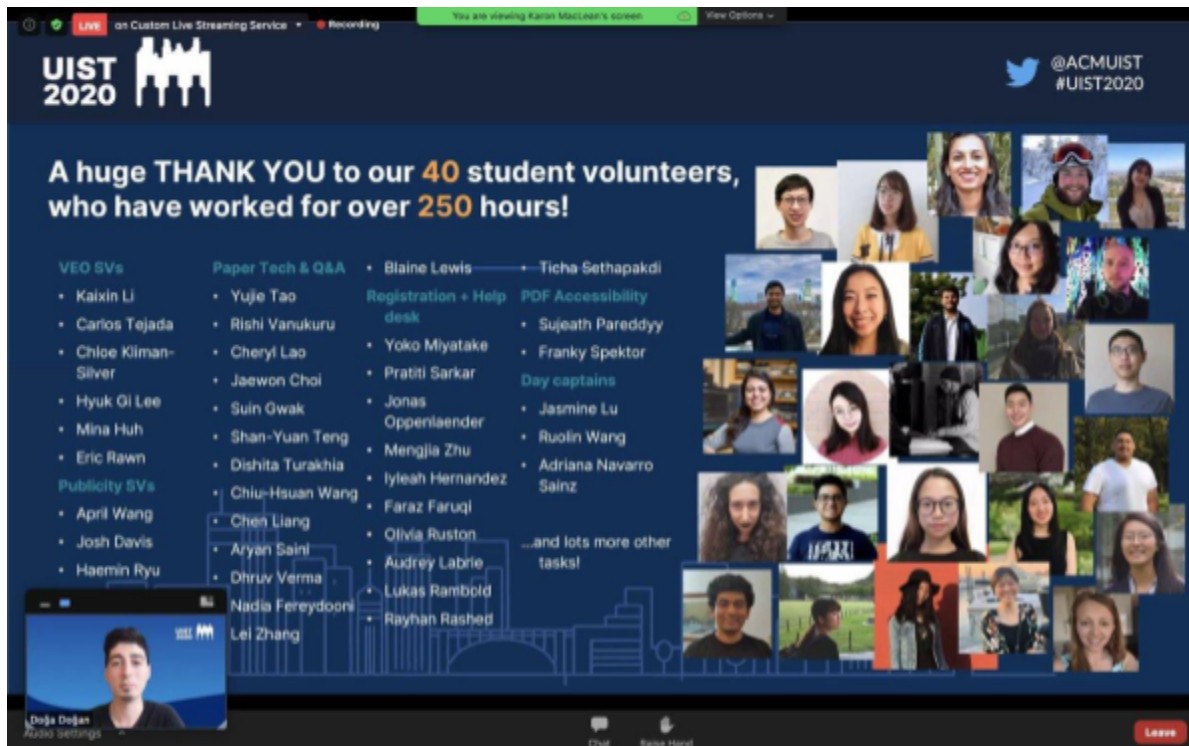 LIVE
on Custom Live Streaming Service
Recording
You are viewing Karon MacLean's screen
View Options
UIST
2020
@ACMUIST
#UIST2020
A huge THANK YOU to our 40 student volunteers,
who have worked for over 250 hours!
VEO SVs
• Kaixin Li
• Carlos Tejada
• Chloe Kliman-
Silver
• Hyuk Gi Lee
• Mina Huh
• Eric Rawn
Publicity SVs
• April Wang
• Josh Davis
• Haemin Ryu
Paper Tech & Q&A
• Yujie Tao
• Rishi Vanukuru
• Cheryl Lao
• Jaewon Choi
• Suin Gwak
• Shan-Yuan Teng
• Dishita Turakhia
• Chiu-Hsuan Wang
• Chen Liang
• Aryan Saini
• Dhruv Verma
Nadia Fereydooni
Lei Zhang
• Blaine Lewis
Registration + Help
desk
• Yoko Miyatake
• Pratiti Sarkar
• Jonas
Oppenlaender
• Mengjia Zhu
• Iyleah Hernandez
• Faraz Faruqi
• Olivia Ruston
• Audrey Labrie
• Lukas Rambold
• Rayhan Rashed
• Ticha Sethapakdi
PDF Accessibility
• Sujeath Pareddyy
• Franky Spektor
Day captains
• Jasmine Lu
• Ruolin Wang
• Adriana Navarro
Sainz
...and lots more other
tasks!
UIST
Doğa Doğan
Audio Settings
Chat
Raise Hand
Leave